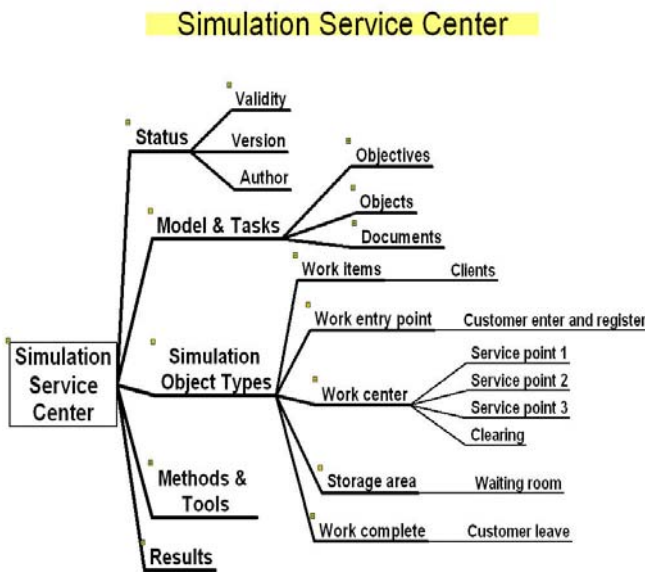 Simulation Service Center
Validity
Status
Version
Author
Objectives
Model & Tasks
Objects
Documents
Work items
Clients
Work entry point
Customer enter and register
Simulation
Service
Center
Simulation
Object Types
Work center
Service point 1
Service point 2
Service point 3
Clearing
Methods &
Tools
Storage area
Waiting room
Work complete
Customer leave
Results